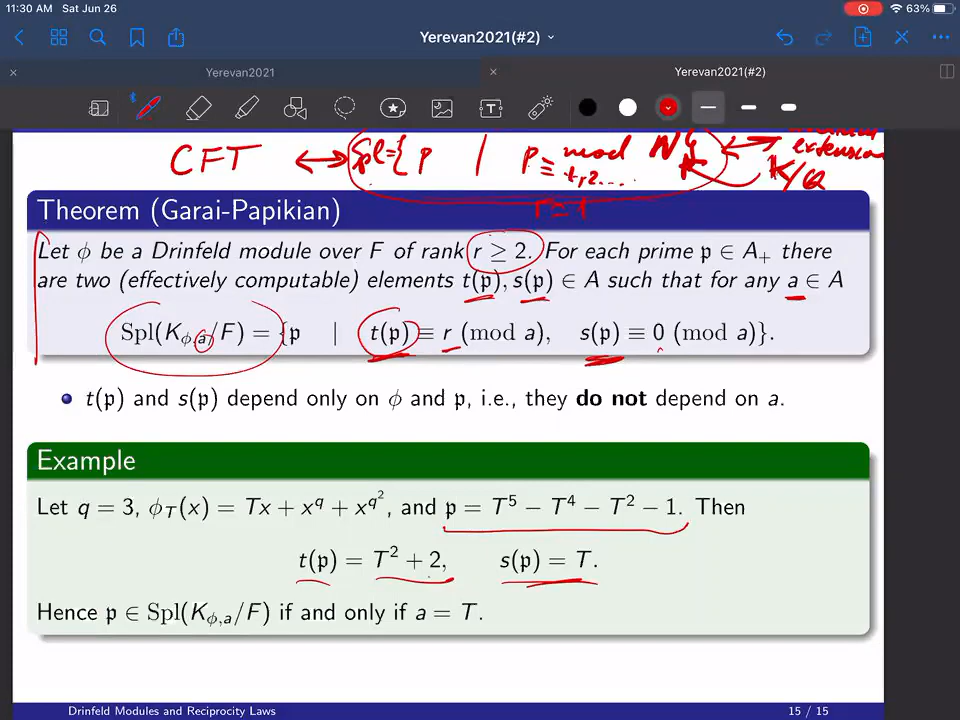 11:30 AM Sat Jun 26
63%
Yerevan2021(#2)
Yerevan2021
Yerevan2021(#2)
CFT ↔ Spl = { p | p ≡ mod N
extension
K/Q
r = 1
Theorem (Garai-Papikian)
Let ϕ be a Drinfeld module over F of rank r ≥ 2. For each prime 𝔭 ∈ A₊ there
are two (effectively computable) elements t(𝔭), s(𝔭) ∈ A such that for any a ∈ A
Spl(K_{ϕ,a}/F) = {𝔭 | t(𝔭) ≡ r (mod a), s(𝔭) ≡ 0 (mod a)}.
t(𝔭) and s(𝔭) depend only on ϕ and 𝔭, i.e., they do not depend on a.
Example
Let q = 3, ϕ_T(x) = Tx + x^q + x^{q²}, and 𝔭 = T⁵ − T⁴ − T² − 1. Then
t(𝔭) = T² + 2, s(𝔭) = T.
Hence 𝔭 ∈ Spl(K_{ϕ,a}/F) if and only if a = T.
Drinfeld Modules and Reciprocity Laws
15 / 15